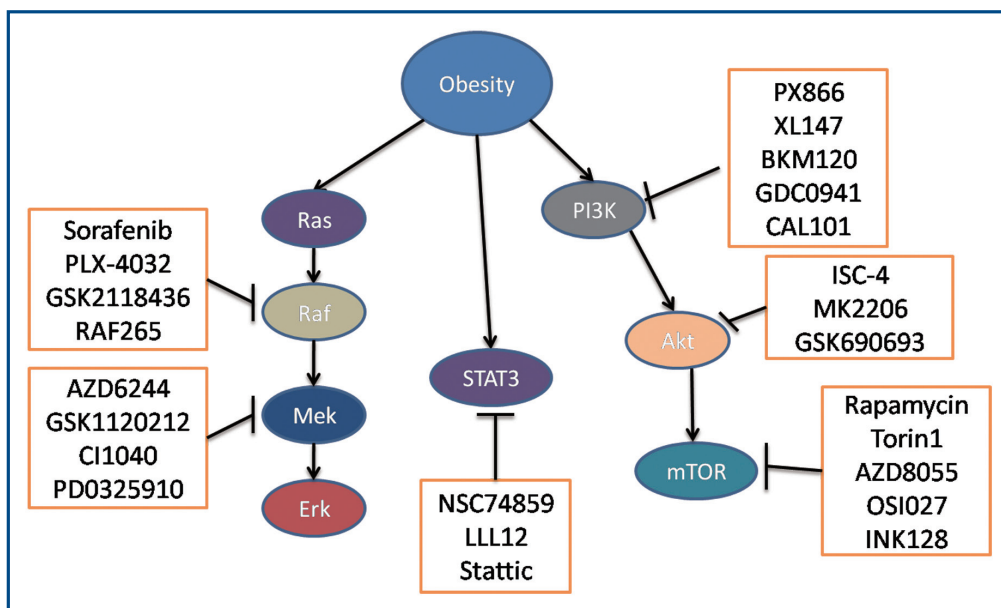 Obesity
PX866
XL147
BKM120
GDC0941
CAL101
Ras
PI3K
Sorafenib
PLX-4032
GSK2118436
RAF265
Raf
ISC-4
MK2206
GSK690693
Akt
STAT3
AZD6244
GSK1120212
CI1040
PD0325910
Mek
Rapamycin
Torin1
AZD8055
OSI027
INK128
mTOR
Erk
NSC74859
LLL12
Stattic